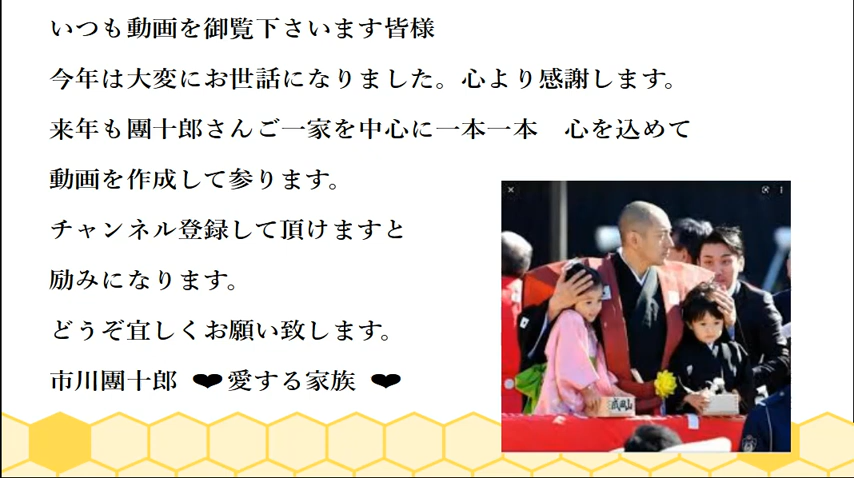 いつも動画を御覧下さいます皆様
今年は大変にお世話になりました。心より感謝します。
来年も團十郎さんご一家を中心に一本一本　心を込めて
動画を作成して参ります。
チャンネル登録して頂けますと
励みになります。
どうぞ宜しくお願い致します。
市川團十郎 ❤愛する家族 ❤